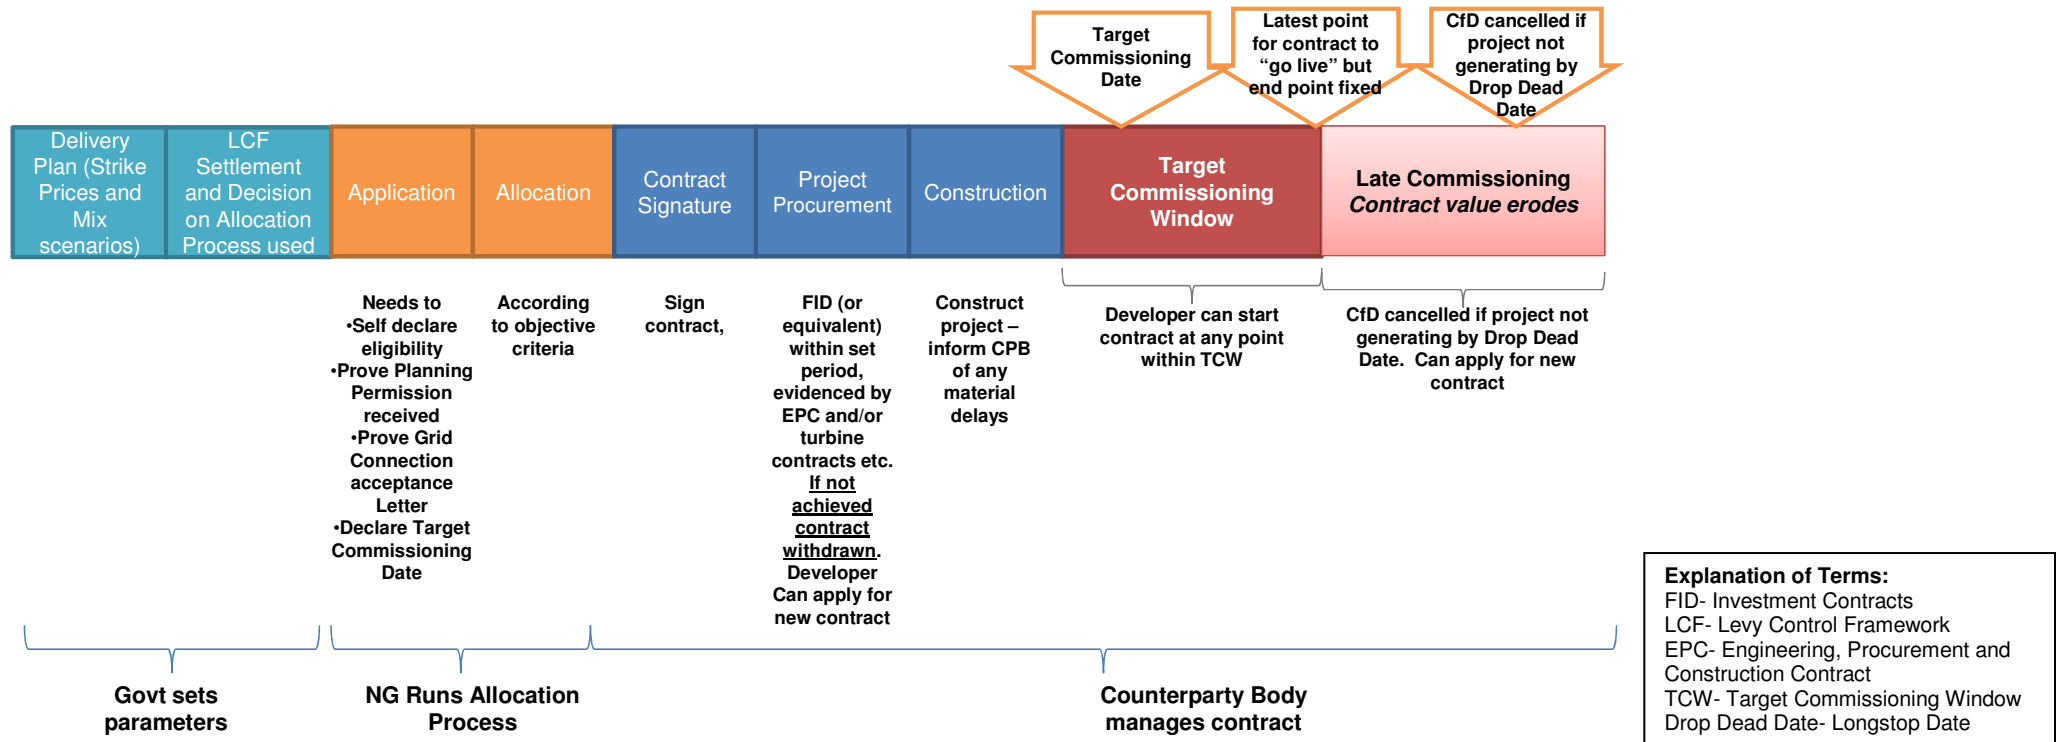 Target
Commissioning
Date
Latest point
for contract to
“go live” but
end point fixed
CfD cancelled if
project not
generating by
Drop Dead
Date
Delivery
Plan (Strike
Prices and
Mix
scenarios)
LCF
Settlement
and Decision
on Allocation
Process used
Application
Allocation
Contract
Signature
Project
Procurement
Construction
Target
Commissioning
Window
Late Commissioning
Contract value erodes
Needs to
•Self declare
eligibility
•Prove Planning
Permission
received
•Prove Grid
Connection
acceptance
Letter
•Declare Target
Commissioning
Date
According
to objective
criteria
Sign
contract,
FID (or
equivalent)
within set
period,
evidenced by
EPC and/or
turbine
contracts etc.
If not
achieved
contract
withdrawn.
Developer
Can apply for
new contract
Construct
project –
inform CPB
of any
material
delays
Developer can start
contract at any point
within TCW
CfD cancelled if project not
generating by Drop Dead
Date. Can apply for new
contract
Govt sets
parameters
NG Runs Allocation
Process
Counterparty Body
manages contract
Explanation of Terms:
FID- Investment Contracts
LCF- Levy Control Framework
EPC- Engineering, Procurement and
Construction Contract
TCW- Target Commissioning Window
Drop Dead Date- Longstop Date